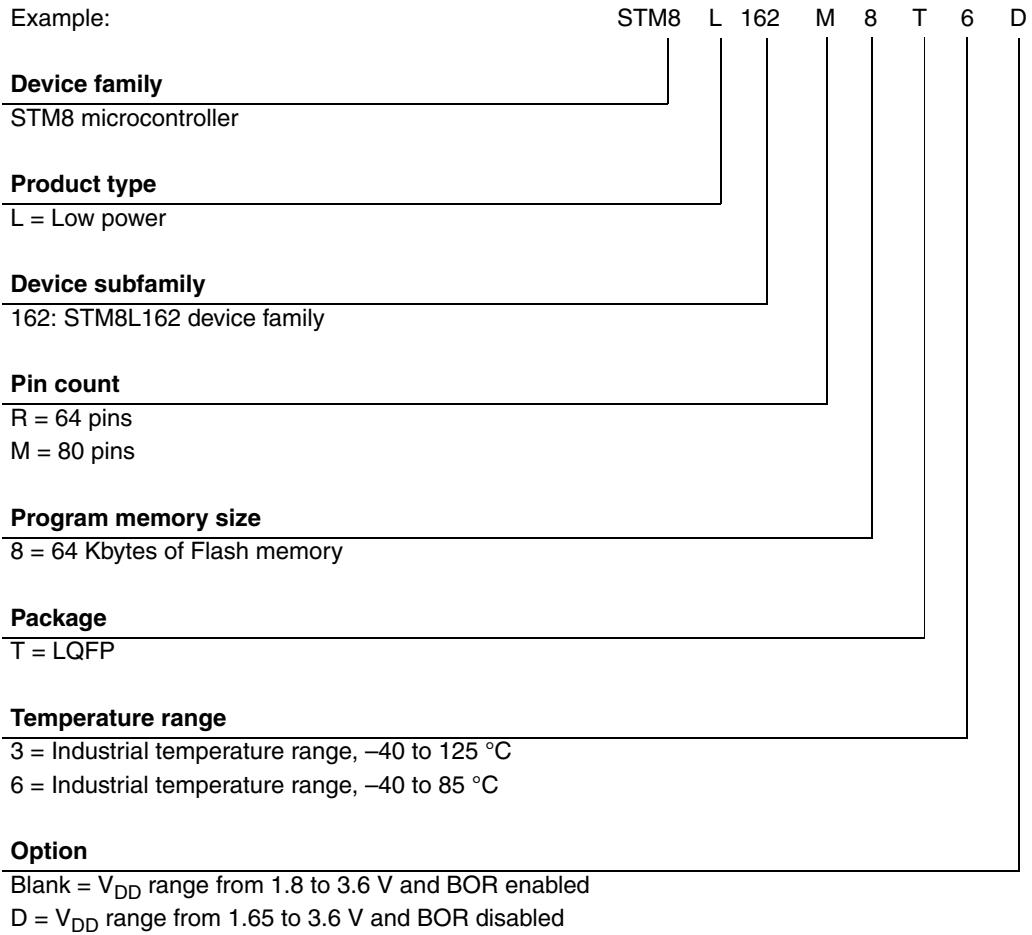 Example: STM8 L 162 M 8 T 6 D
Device family
STM8 microcontroller
Product type
L = Low power
Device subfamily
162: STM8L162 device family
Pin count
R = 64 pins
M = 80 pins
Program memory size
8 = 64 Kbytes of Flash memory
Package
T = LQFP
Temperature range
3 = Industrial temperature range, –40 to 125 °C
6 = Industrial temperature range, –40 to 85 °C
Option
Blank = VDD range from 1.8 to 3.6 V and BOR enabled
D = VDD range from 1.65 to 3.6 V and BOR disabled